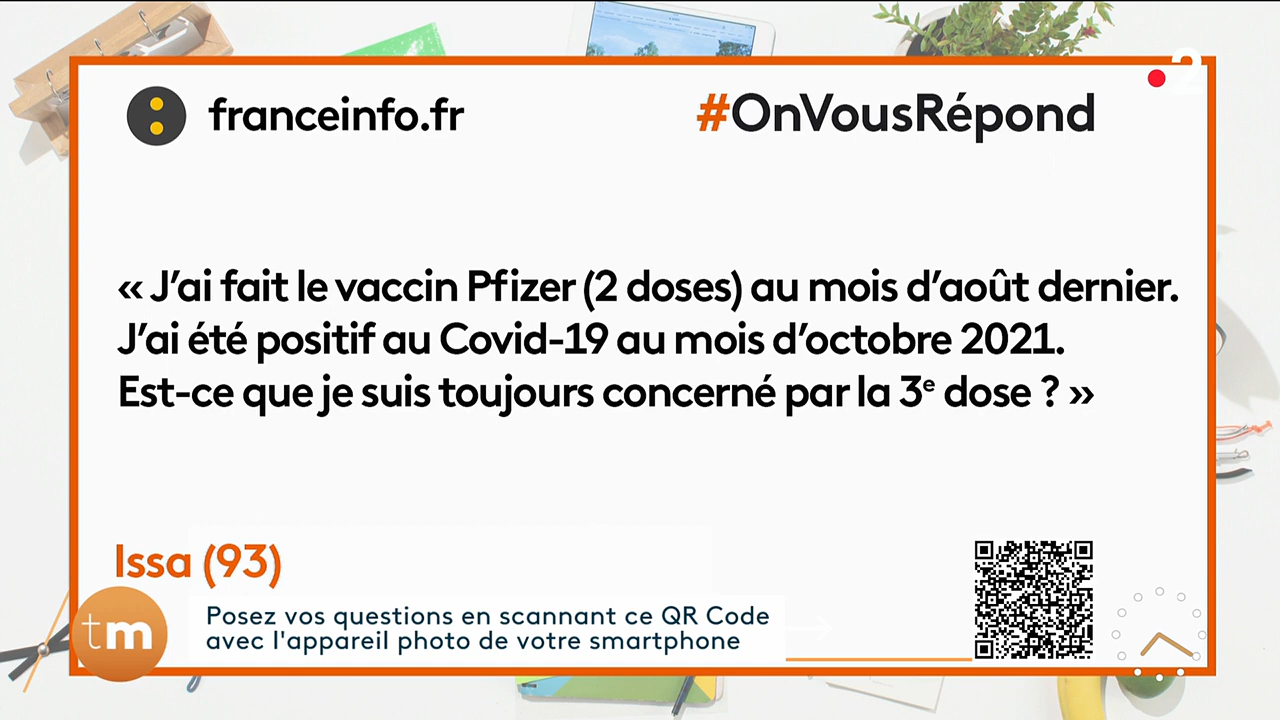 franceinfo.fr
#OnVousRépond
2
« J’ai fait le vaccin Pfizer (2 doses) au mois d’août dernier.
J’ai été positif au Covid-19 au mois d’octobre 2021.
Est-ce que je suis toujours concerné par la 3e dose ? »
Issa (93)
tm
Posez vos questions en scannant ce QR Code
avec l'appareil photo de votre smartphone